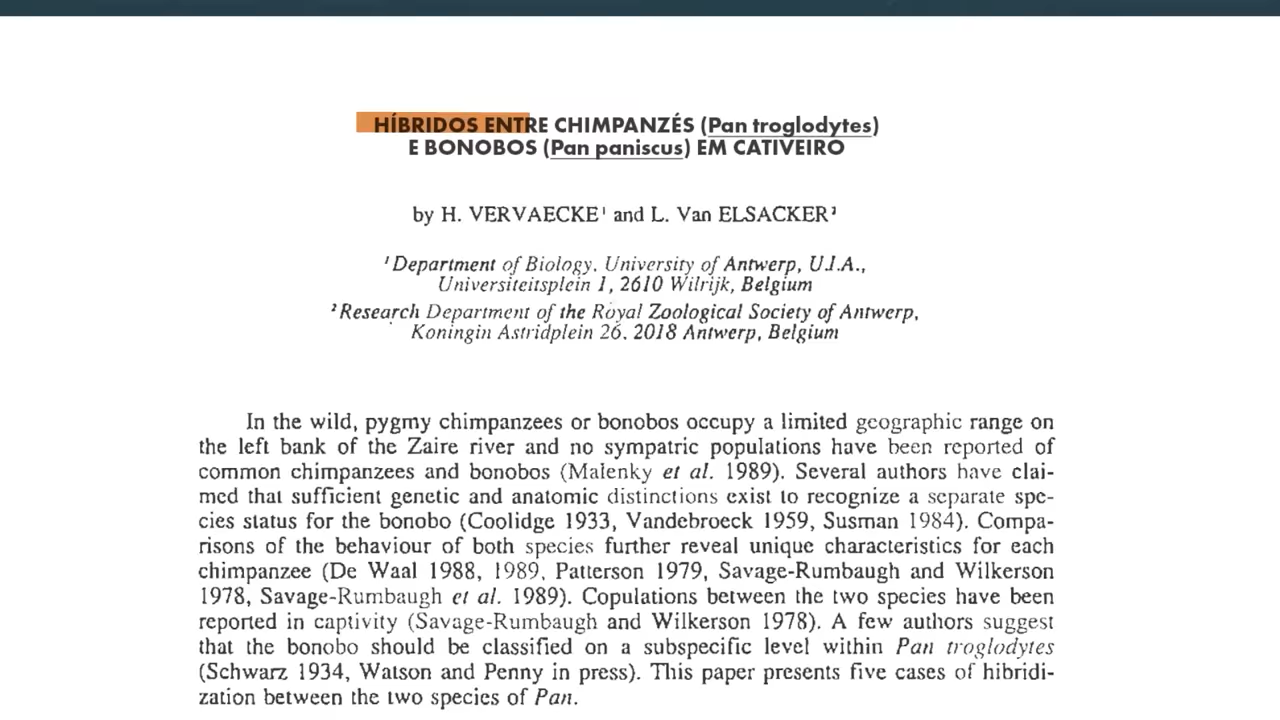 HÍBRIDOS ENTRE CHIMPANZÉS (Pan troglodytes)
E BONOBOS (Pan paniscus) EM CATIVEIRO
by H. VERVAECKE¹ and L. Van ELSACKER²
¹Department of Biology. University of Antwerp, U.I.A.,
Universiteitsplein 1, 2610 Wilrijk, Belgium
²Research Department of the Royal Zoological Society of Antwerp,
Koningin Astridplein 26. 2018 Antwerp, Belgium
In the wild, pygmy chimpanzees or bonobos occupy a limited geographic range on
the left bank of the Zaire river and no sympatric populations have been reported of
common chimpanzees and bonobos (Malenky et al. 1989). Several authors have clai-
med that sufficient genetic and anatomic distinctions exist to recognize a separate spe-
cies status for the bonobo (Coolidge 1933, Vandebroeck 1959, Susman 1984). Compa-
risons of the behaviour of both species further reveal unique characteristics for each
chimpanzee (De Waal 1988, 1989, Patterson 1979, Savage-Rumbaugh and Wilkerson
1978, Savage-Rumbaugh et al. 1989). Copulations between the two species have been
reported in captivity (Savage-Rumbaugh and Wilkerson 1978). A few authors suggest
that the bonobo should be classified on a subspecific level within Pan troglodytes
(Schwarz 1934, Watson and Penny in press). This paper presents five cases of hibridi-
zation between the two species of Pan.